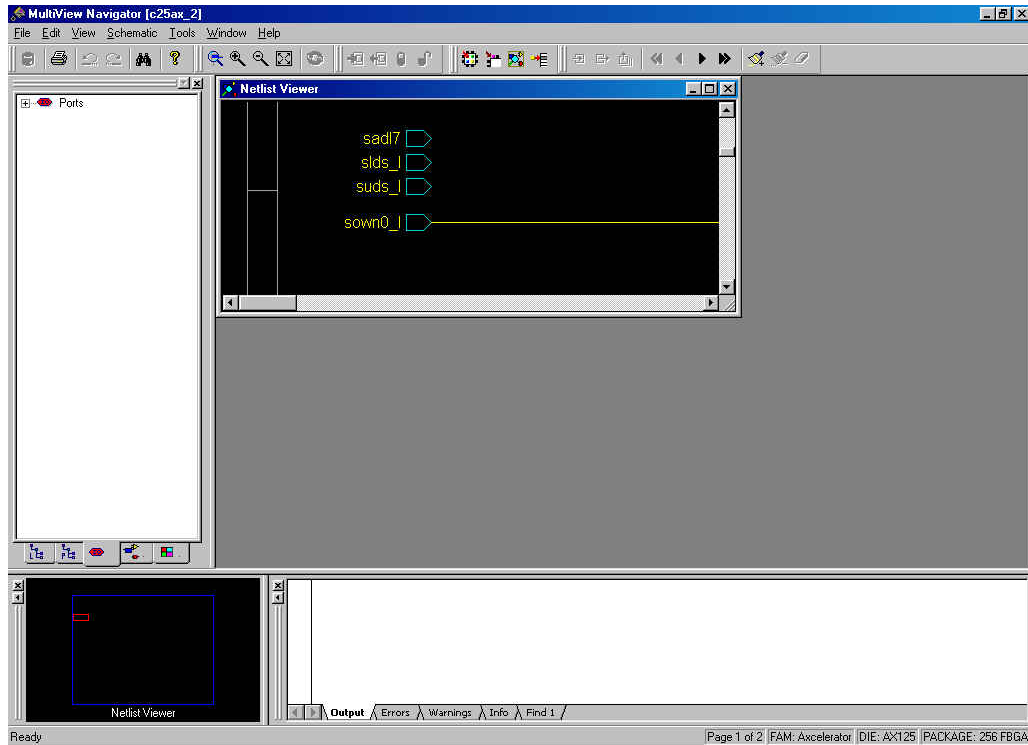 MultiView Navigator [c25ax_2]
File Edit View Schematic Tools Window Help
Ports
Netlist Viewer
sadl7
slds_l
suds_l
sown0_l
Netlist Viewer
Output Errors Warnings Info Find 1
Ready
Page 1 of 2 FAM: Axcelerator DIE: AX125 PACKAGE: 256 FBGA